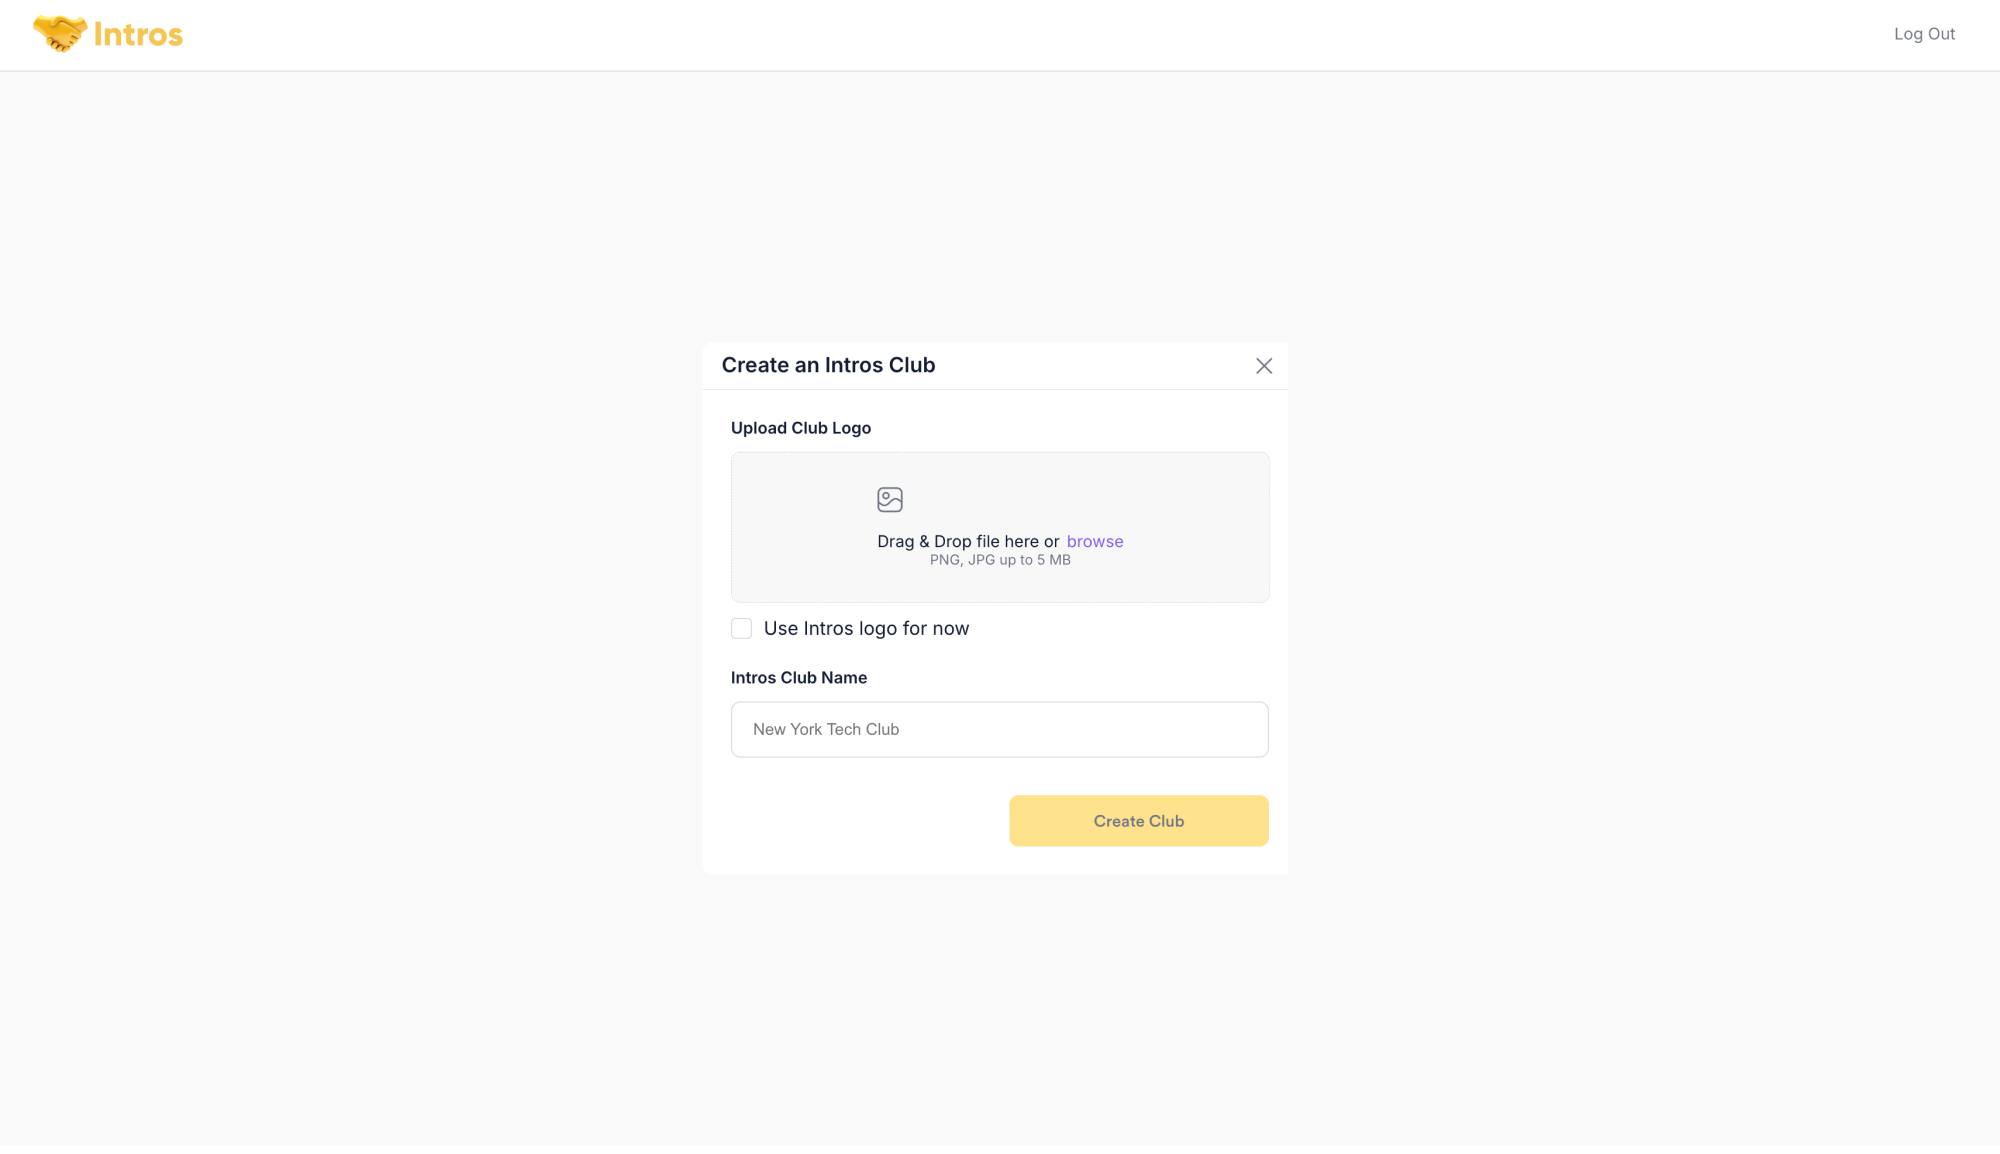 Intros
Log Out
Create an Intros Club
Upload Club Logo
Drag & Drop file here or browse
PNG, JPG up to 5 MB
Use Intros logo for now
Intros Club Name
New York Tech Club
Create Club